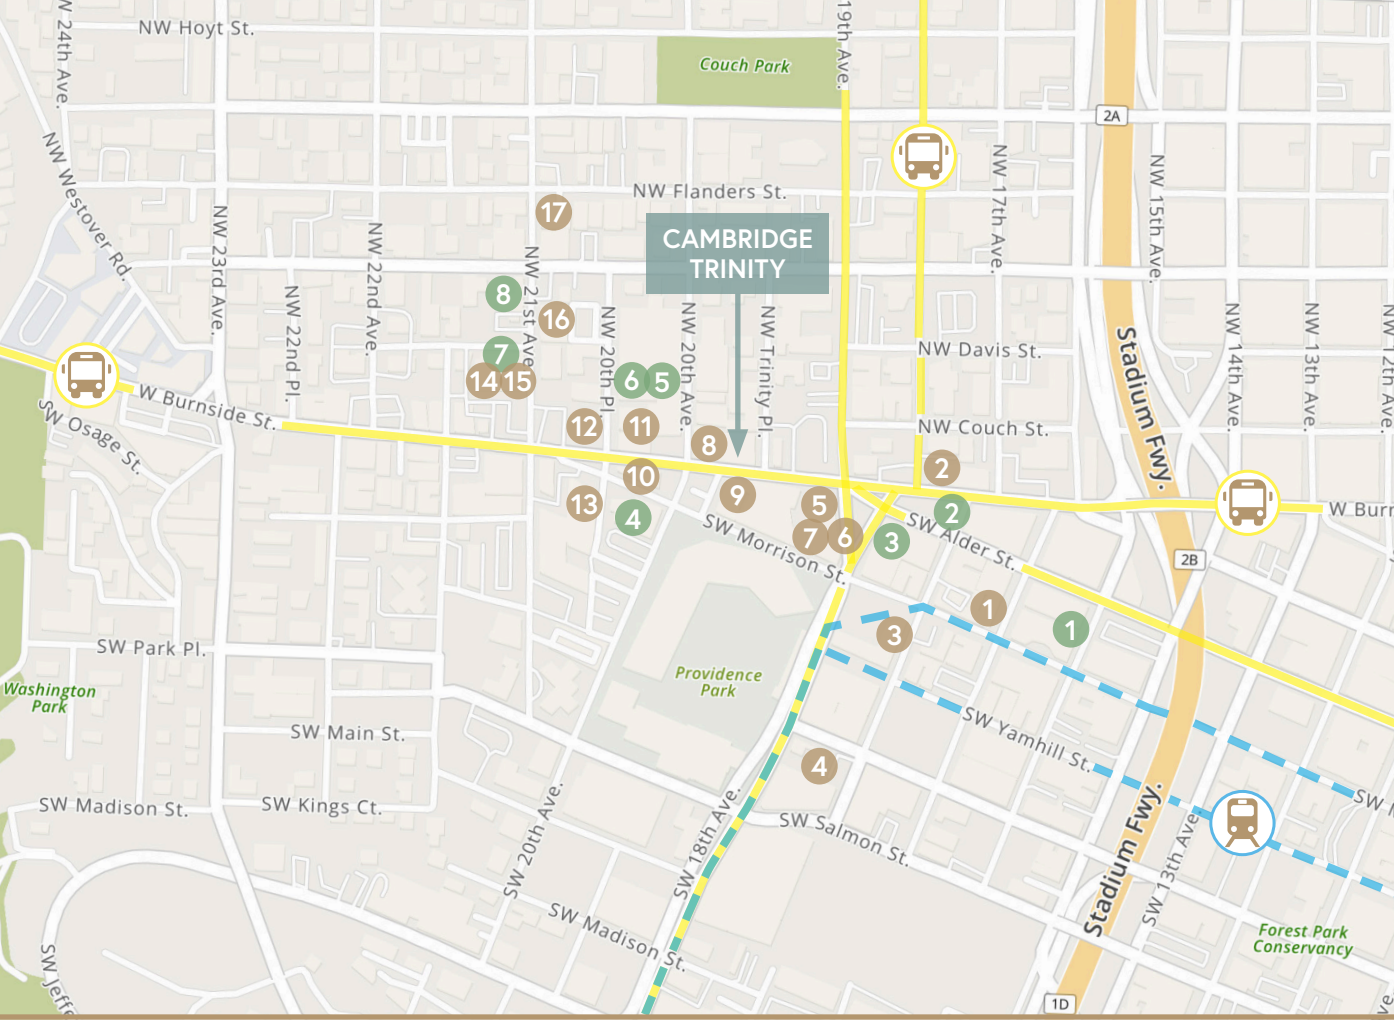 W 24th Ave.
NW Hoyt St.
19th Ave.
Couch Park
2A
NW Westover Rd.
NW 17th Ave.
NW 15th Ave.
NW Flanders St.
17
NW 23rd Ave.
NW 22nd Ave.
CAMBRIDGE
TRINITY
NW 21st Ave.
8
NW 22nd Pl.
16
NW 20th Pl.
NW 20th Ave.
NW Trinity Pl.
NW 14th Ave.
NW 13th Ave.
NW 12th
Stadium Fwy.
NW Davis St.
7
14
15
6
5
W Burnside St.
SW Osage St.
12
11
8
NW Couch St.
2
10
9
13
4
5
2
W Burn
7
6
3
SW Morrison St.
SW Alder St.
2B
1
1
3
SW Park Pl.
Washington
Park
Providence
Park
SW Main St.
SW Yamhill St.
4
SW Madison St.
SW Kings Ct.
SW 20th Ave.
SW 18th Ave.
SW Salmon St.
Stadium Fwy.
SW 13th Ave.
SW Madison St.
Forest Park
Conservancy
SW Jeffe
1D